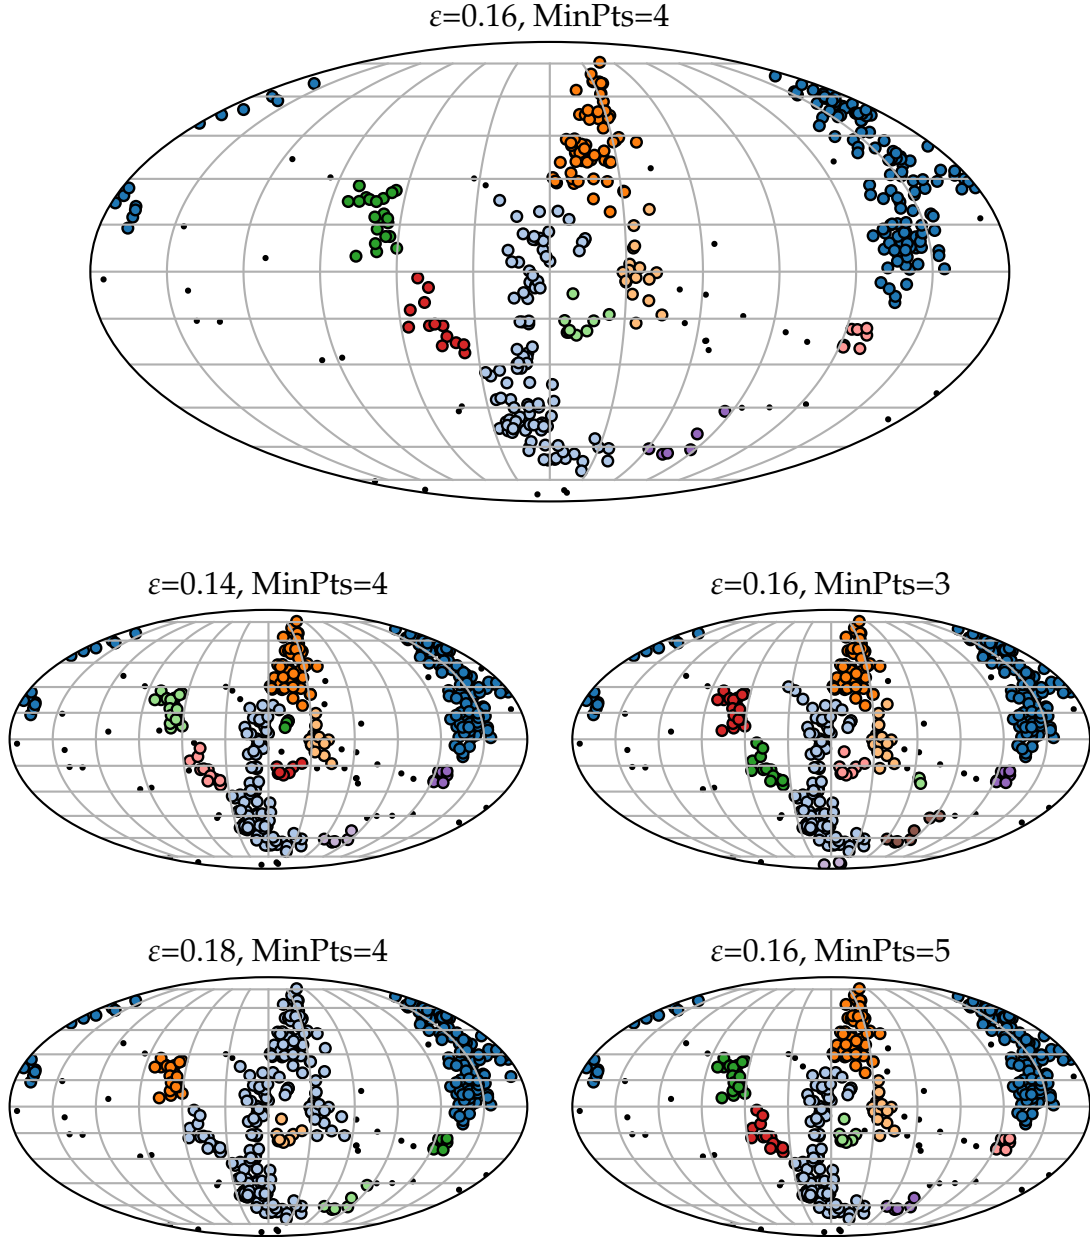 ε=0.16, MinPts=4
ε=0.14, MinPts=4
ε=0.16, MinPts=3
ε=0.18, MinPts=4
ε=0.16, MinPts=5